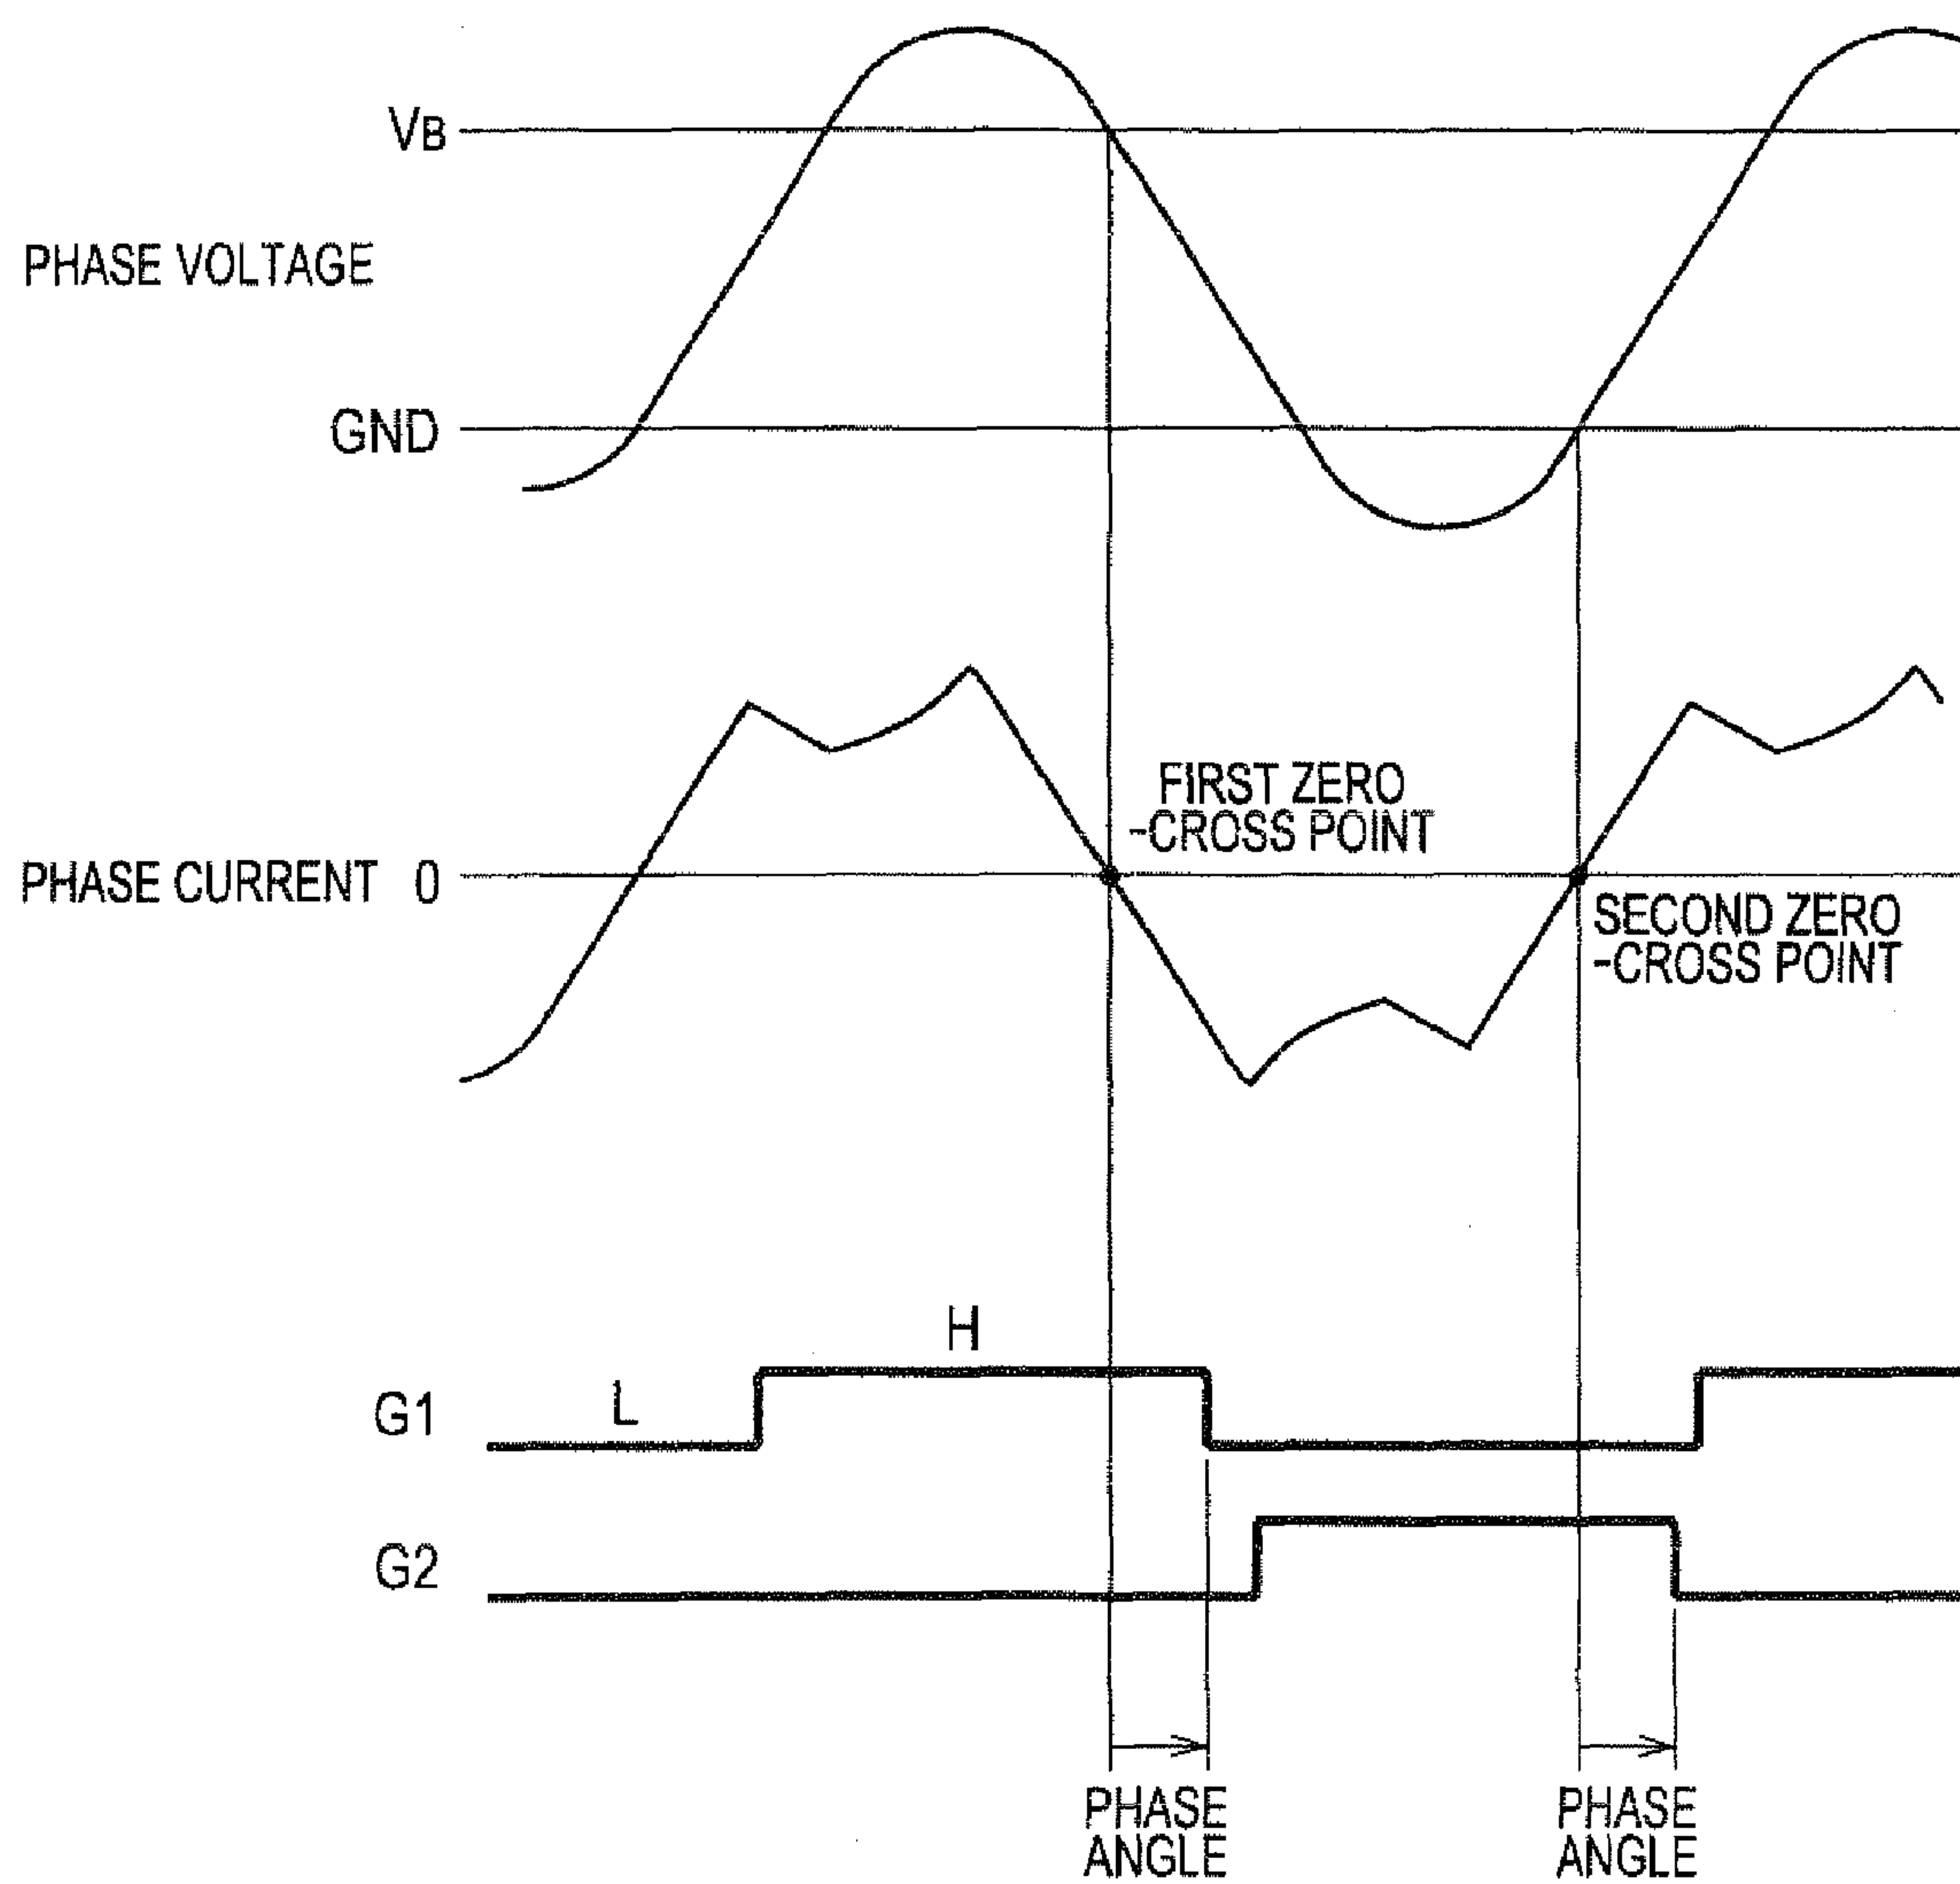 VB
PHASE VOLTAGE
GND
FIRST ZERO
-CROSS POINT
PHASE CURRENT 0
SECOND ZERO
-CROSS POINT
H
L
G1
G2
PHASE
ANGLE
PHASE
ANGLE